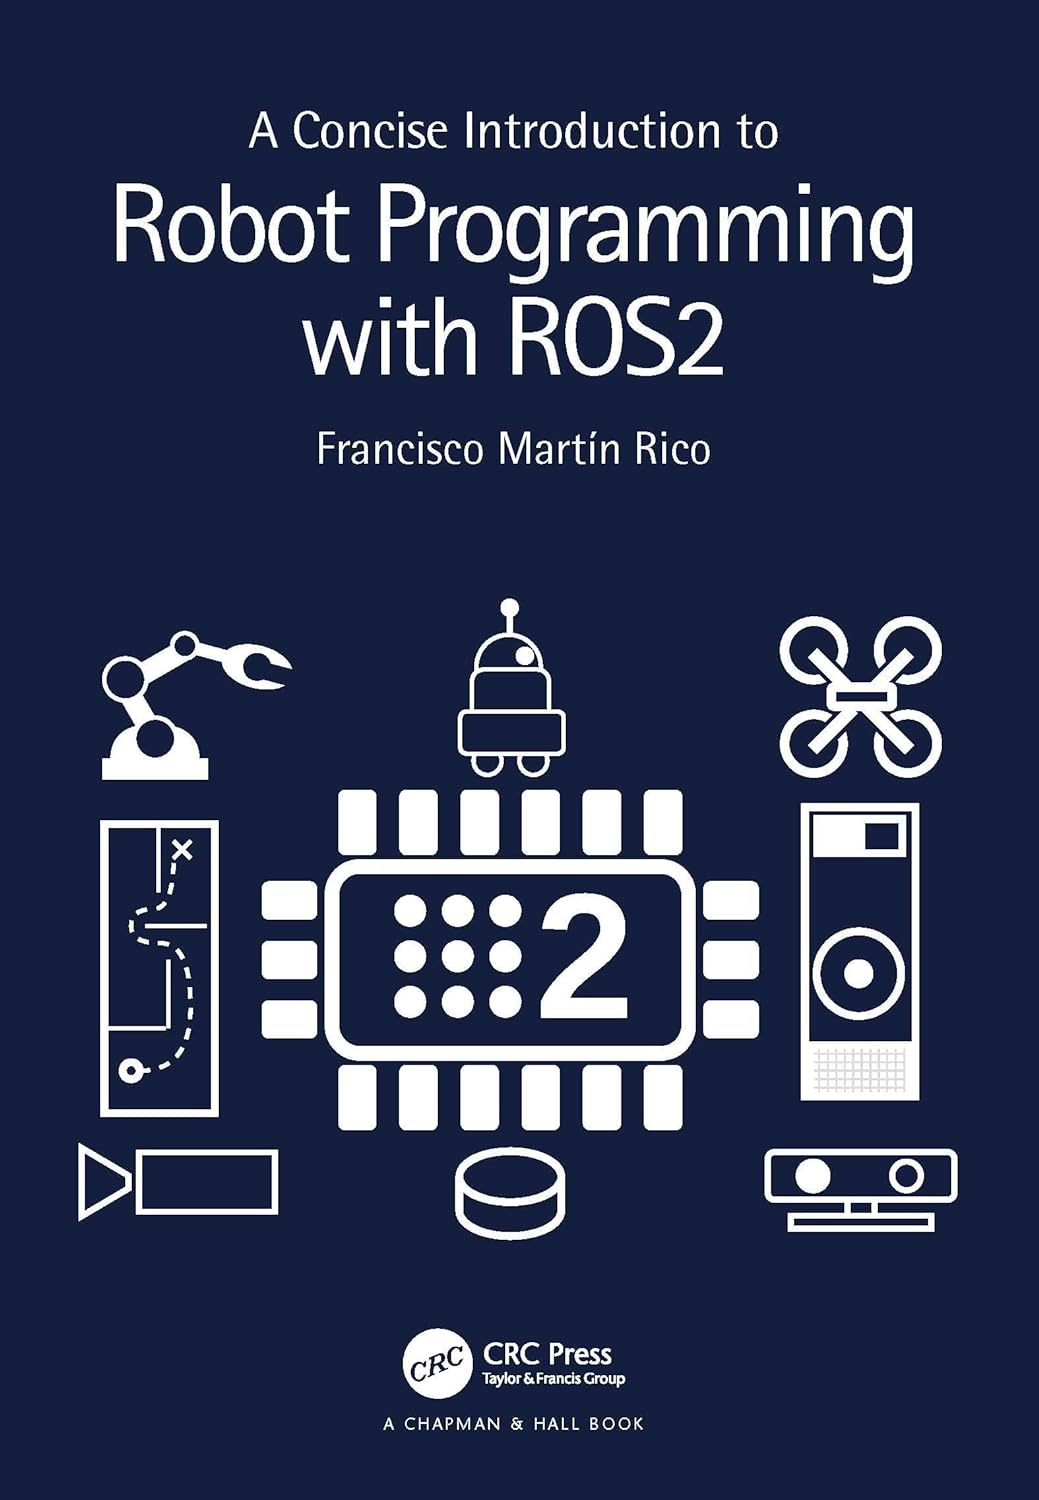 A Concise Introduction to
Robot Programming
with ROS2
Francisco Martín Rico
2
CRC
CRC Press
Taylor & Francis Group
A CHAPMAN & HALL BOOK